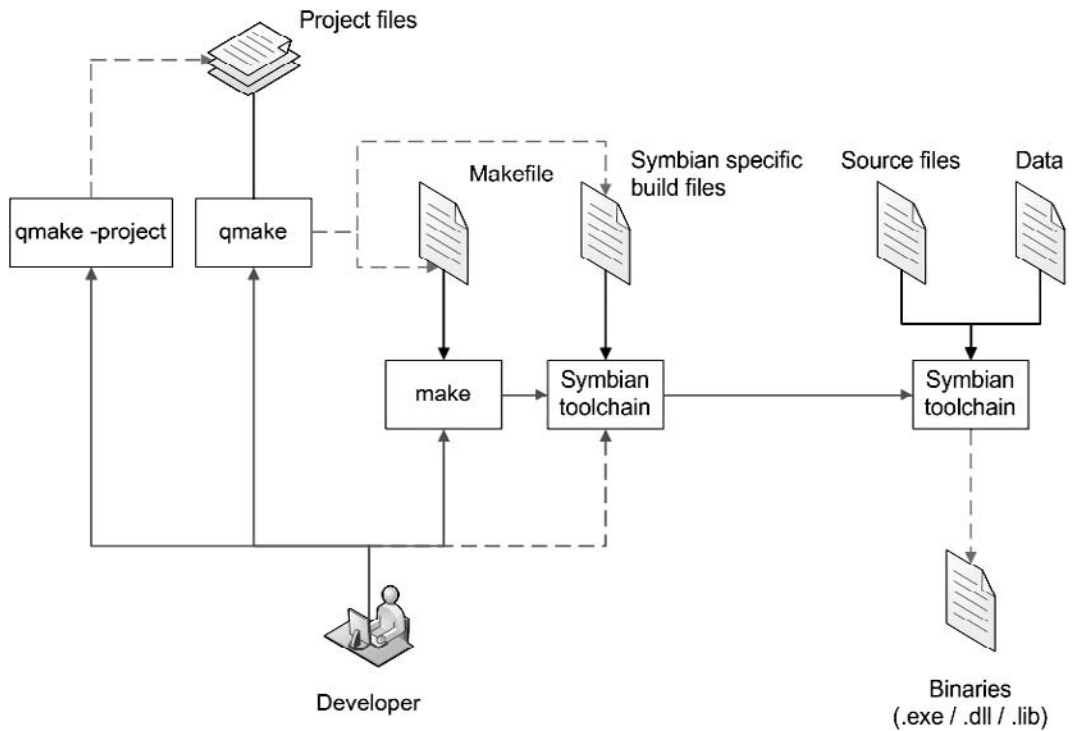 Project files
Makefile
Symbian specific
build files
Source files
Data
qmake -project
qmake
make
Symbian
toolchain
Symbian
toolchain
Developer
Binaries
(.exe / .dll / .lib)